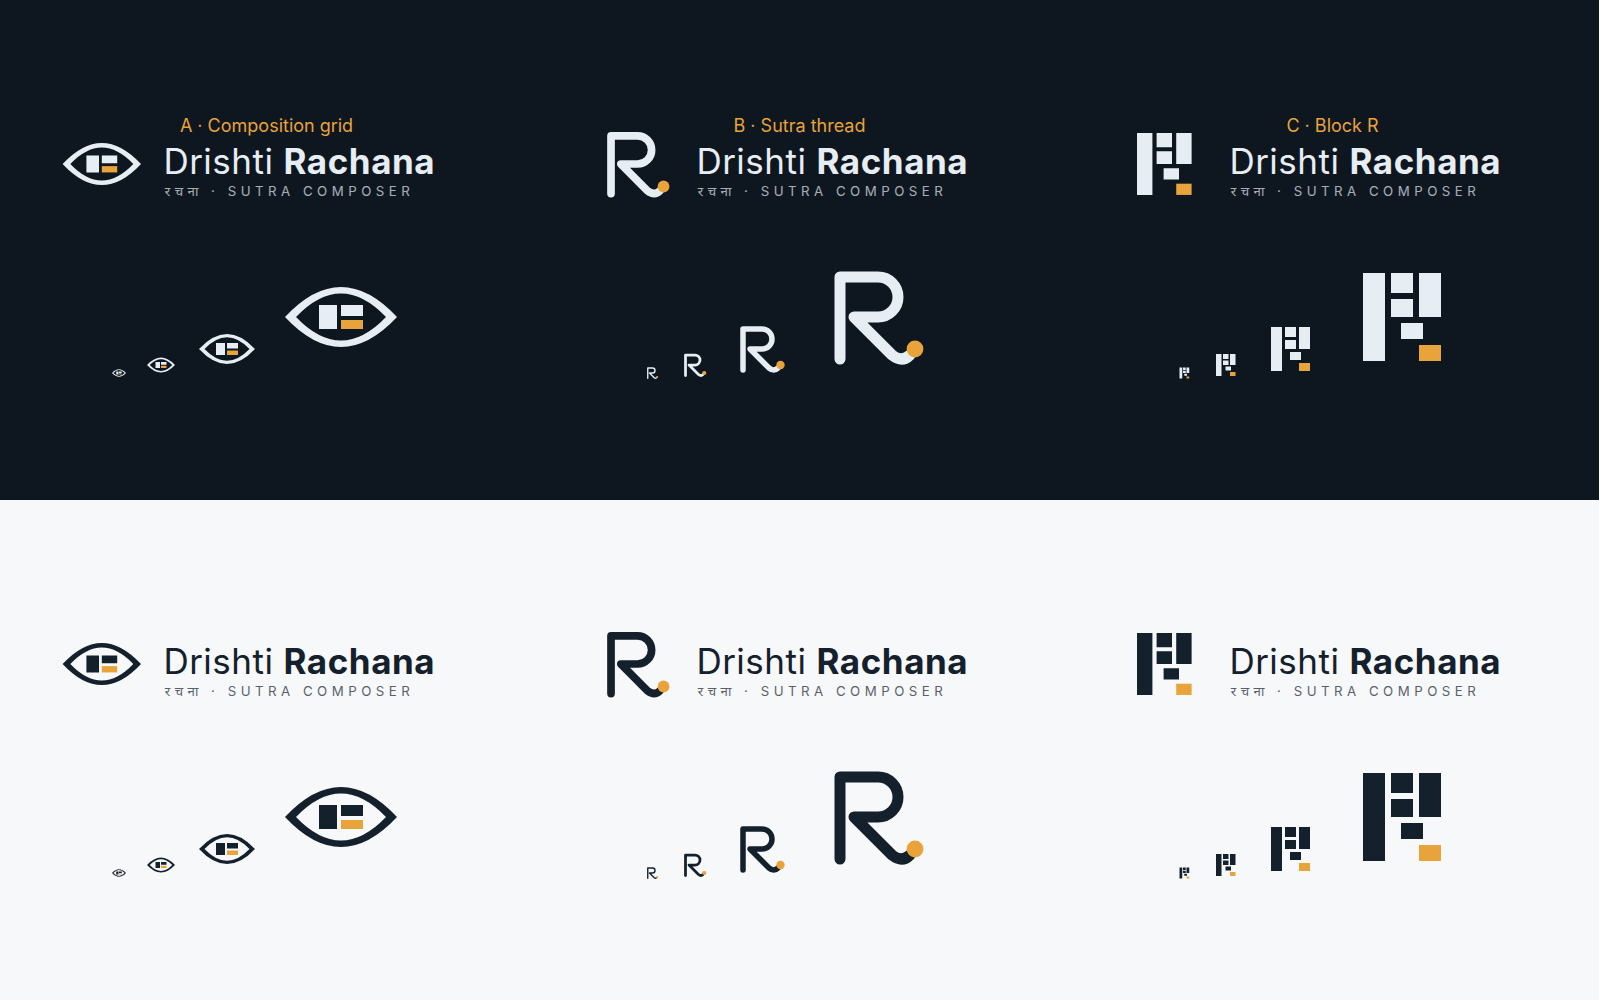 A · Composition grid
Drishti Rachana
रचना · SUTRA COMPOSER
B · Sutra thread
R
Drishti Rachana
रचना · SUTRA COMPOSER
C · Block R
Drishti Rachana
रचना · SUTRA COMPOSER
R R R R
Drishti Rachana
रचना · SUTRA COMPOSER
R
Drishti Rachana
रचना · SUTRA COMPOSER
Drishti Rachana
रचना · SUTRA COMPOSER
R R R R